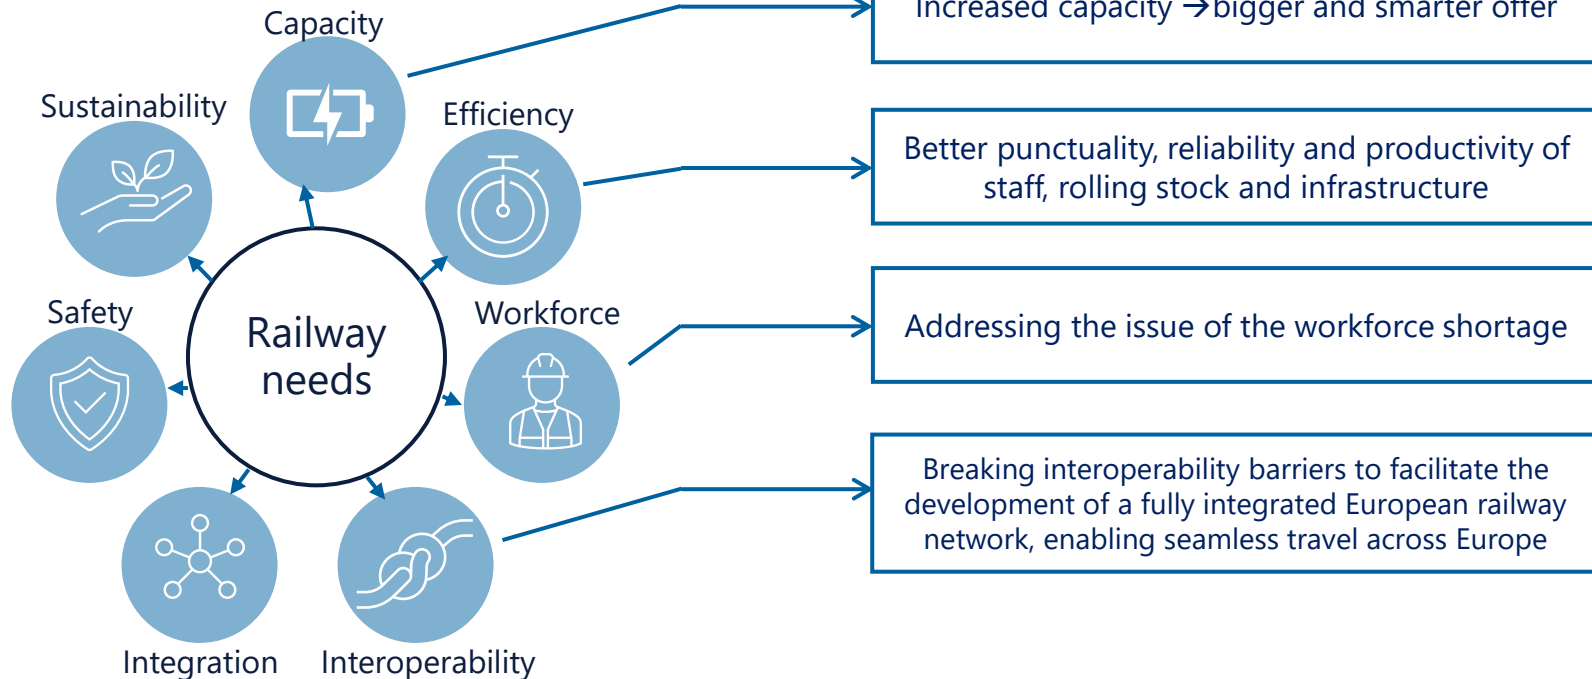 Capacity
Increased capacity →bigger and smarter offer
Sustainability
Efficiency
Better punctuality, reliability and productivity of
staff, rolling stock and infrastructure
Safety
Railway
needs
Workforce
Addressing the issue of the workforce shortage
Breaking interoperability barriers to facilitate the
development of a fully integrated European railway
network, enabling seamless travel across Europe
Integration
Interoperability